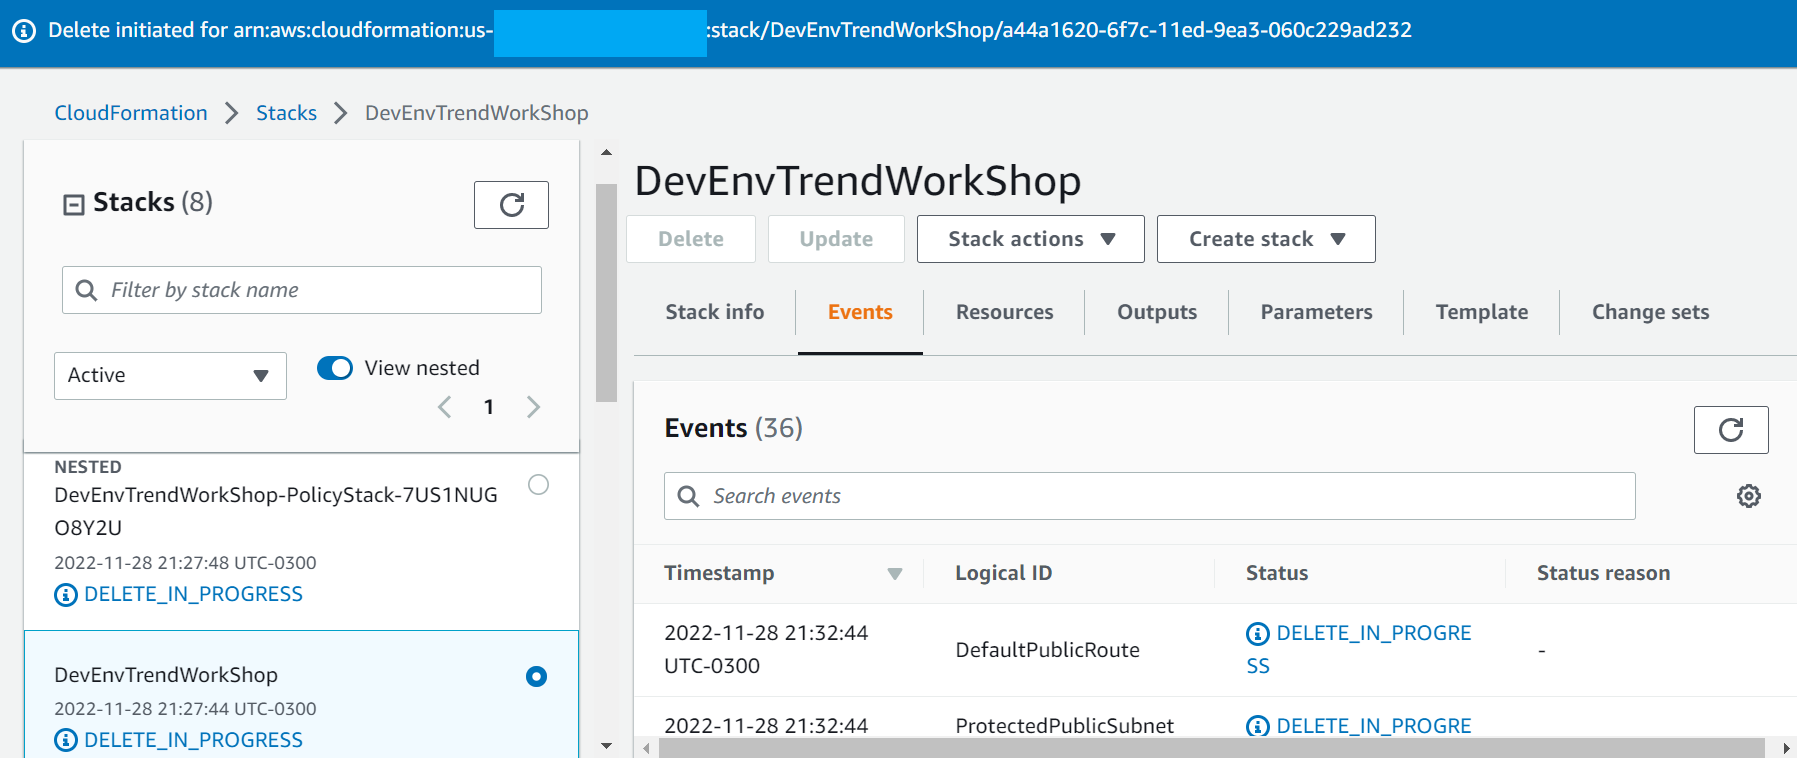 Delete initiated for arn:aws:cloudformation:us- :stack/DevEnvTrendWorkShop/a44a1620-6f7c-11ed-9ea3-060c229ad232
CloudFormation Stacks DevEnvTrendWorkShop
Stacks (8)
Filter by stack name
Active
View nested
1
NESTED
DevEnvTrendWorkShop-PolicyStack-7US1NUG
O8Y2U
2022-11-28 21:27:48 UTC-0300
DELETE_IN_PROGRESS
DevEnvTrendWorkShop
2022-11-28 21:27:44 UTC-0300
DELETE_IN_PROGRESS
DevEnvTrendWorkShop
Delete Update Stack actions Create stack
Stack info Events Resources Outputs Parameters Template Change sets
Events (36)
Search events
Timestamp Logical ID Status Status reason
2022-11-28 21:32:44
UTC-0300
DefaultPublicRoute
DELETE_IN_PROGRE
SS
-
2022-11-28 21:32:44 ProtectedPublicSubnet DELETE_IN_PROGRE